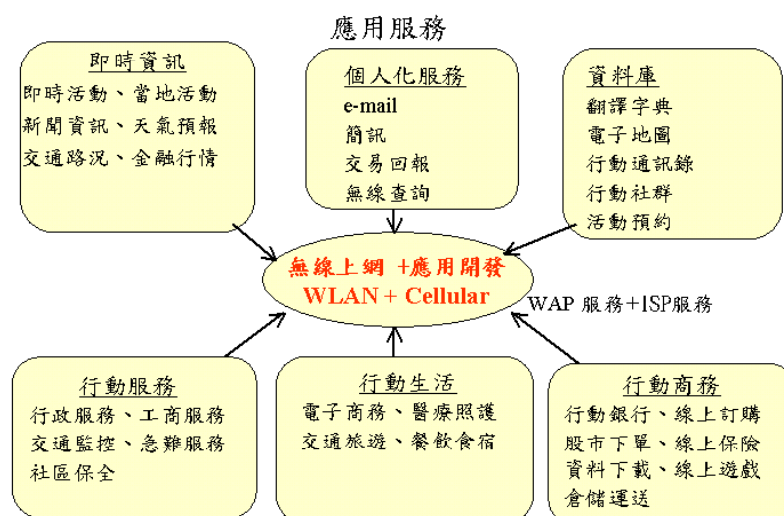 應用服務
即時資訊
即時活動、當地活動
新聞資訊、天氣預報
交通路況、金融行情
個人化服務
e-mail
簡訊
交易回報
無線查詢
資料庫
翻譯字典
電子地圖
行動通訊錄
行動社群
活動預約
無線上網 +應用開發
WLAN + Cellular
WAP 服務+ISP服務
行動服務
行政服務、工商服務
交通監控、急難服務
社區保全
行動生活
電子商務、醫療照護
交通旅遊、餐飲食宿
行動商務
行動銀行、線上訂購
股市下單、線上保險
資料下載、線上遊戲
倉儲運送